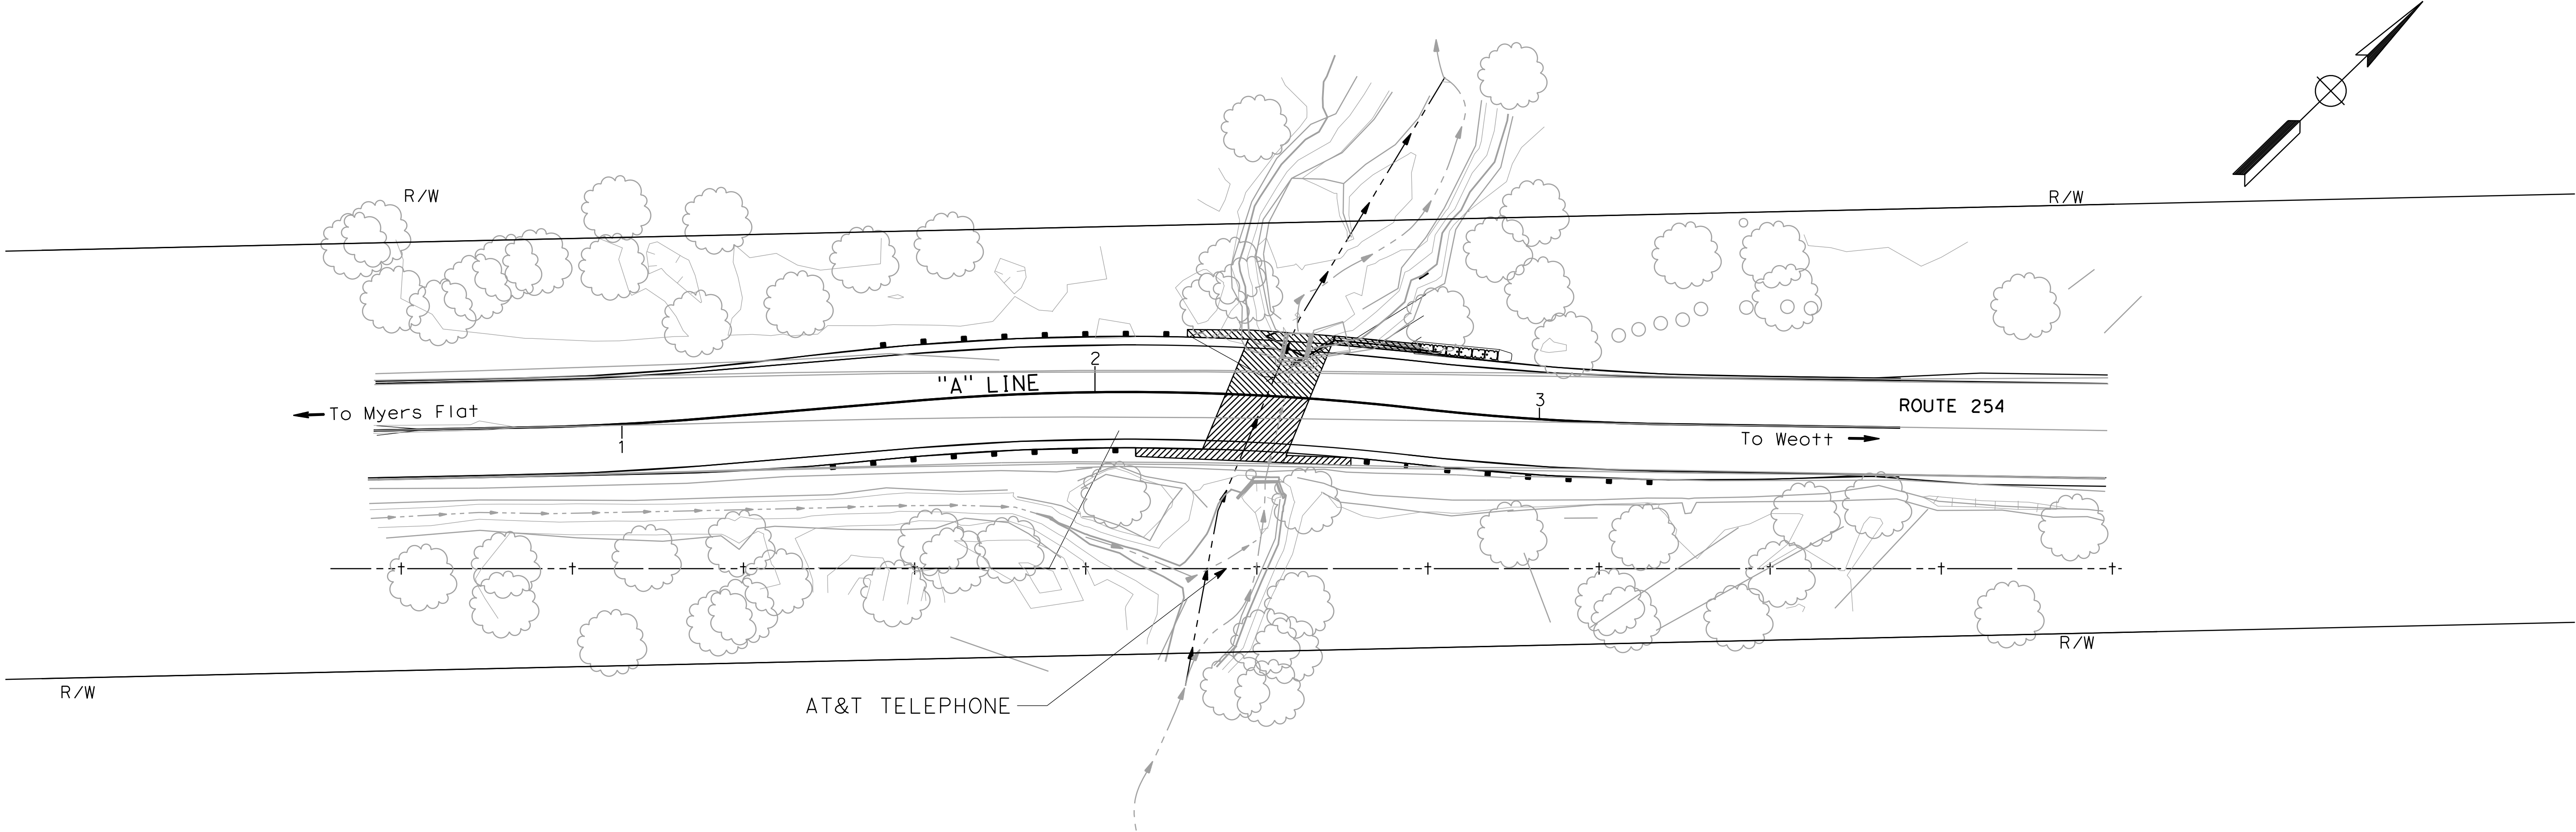 R/W
R/W
2
"A" LINE
3
ROUTE 254
To Myers Flat
To Weott
1
R/W
R/W
AT&T TELEPHONE